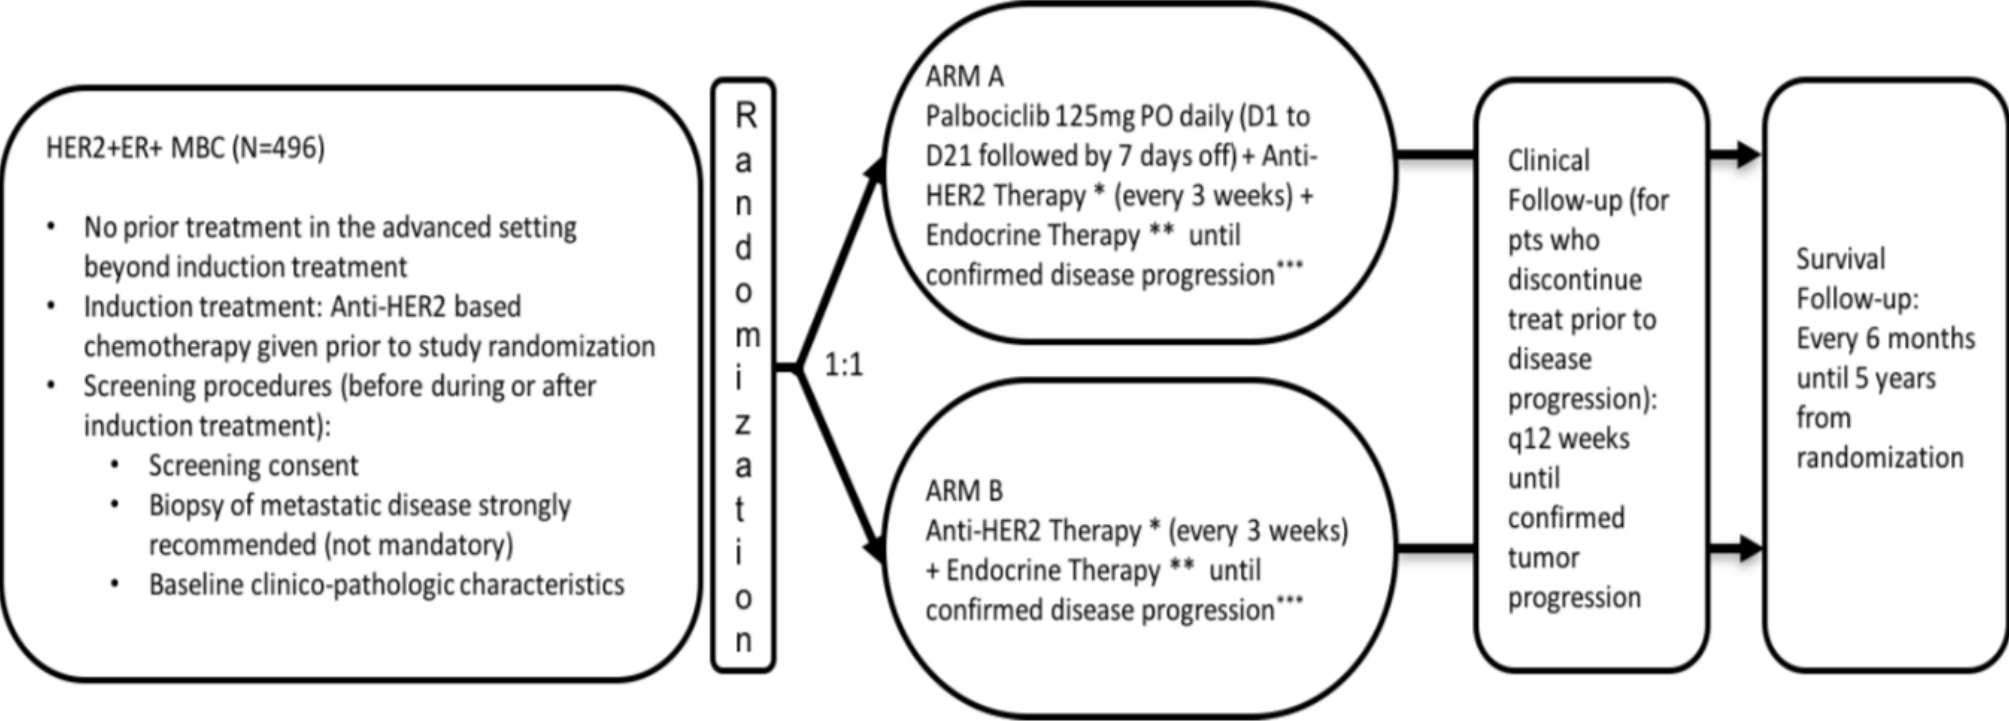 HER2+ER+ MBC (N=496)
• No prior treatment in the advanced setting
beyond induction treatment
• Induction treatment: Anti-HER2 based
chemotherapy given prior to study randomization
• Screening procedures (before during or after
induction treatment):
• Screening consent
• Biopsy of metastatic disease strongly
recommended (not mandatory)
• Baseline clinico-pathologic characteristics
Randomization
1:1
ARM A
Palbociclib 125mg PO daily (D1 to
D21 followed by 7 days off) + Anti-
HER2 Therapy * (every 3 weeks) +
Endocrine Therapy ** until
confirmed disease progression***
ARM B
Anti-HER2 Therapy * (every 3 weeks)
+ Endocrine Therapy ** until
confirmed disease progression***
Clinical
Follow-up (for
pts who
discontinue
treat prior to
disease
progression):
q12 weeks
until
confirmed
tumor
progression
Survival
Follow-up:
Every 6 months
until 5 years
from
randomization